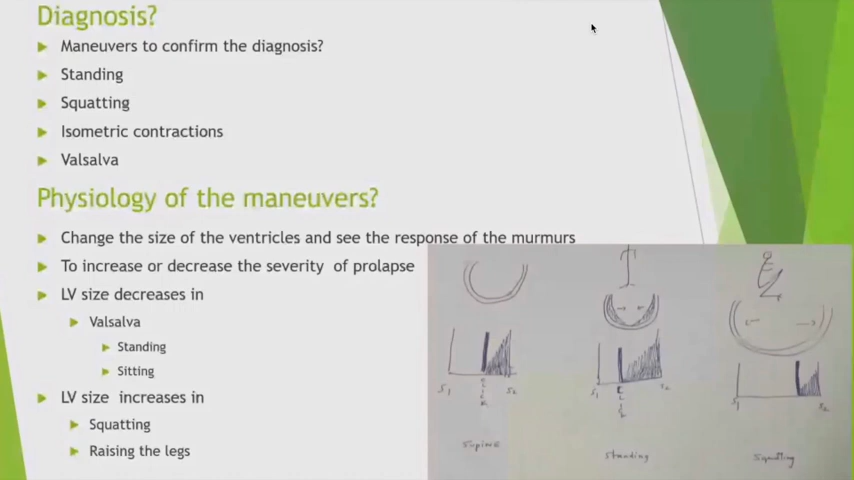 Diagnosis?
Maneuvers to confirm the diagnosis?
Standing
Squatting
Isometric contractions
Valsalva
Physiology of the maneuvers?
Change the size of the ventricles and see the response of the murmurs
To increase or decrease the severity of prolapse
LV size decreases in
Valsalva
Standing
Sitting
LV size increases in
Squatting
Raising the legs
S1 CLICK S2
S1 CLICK S2
S1 S2
Supine
Standing
Squatting